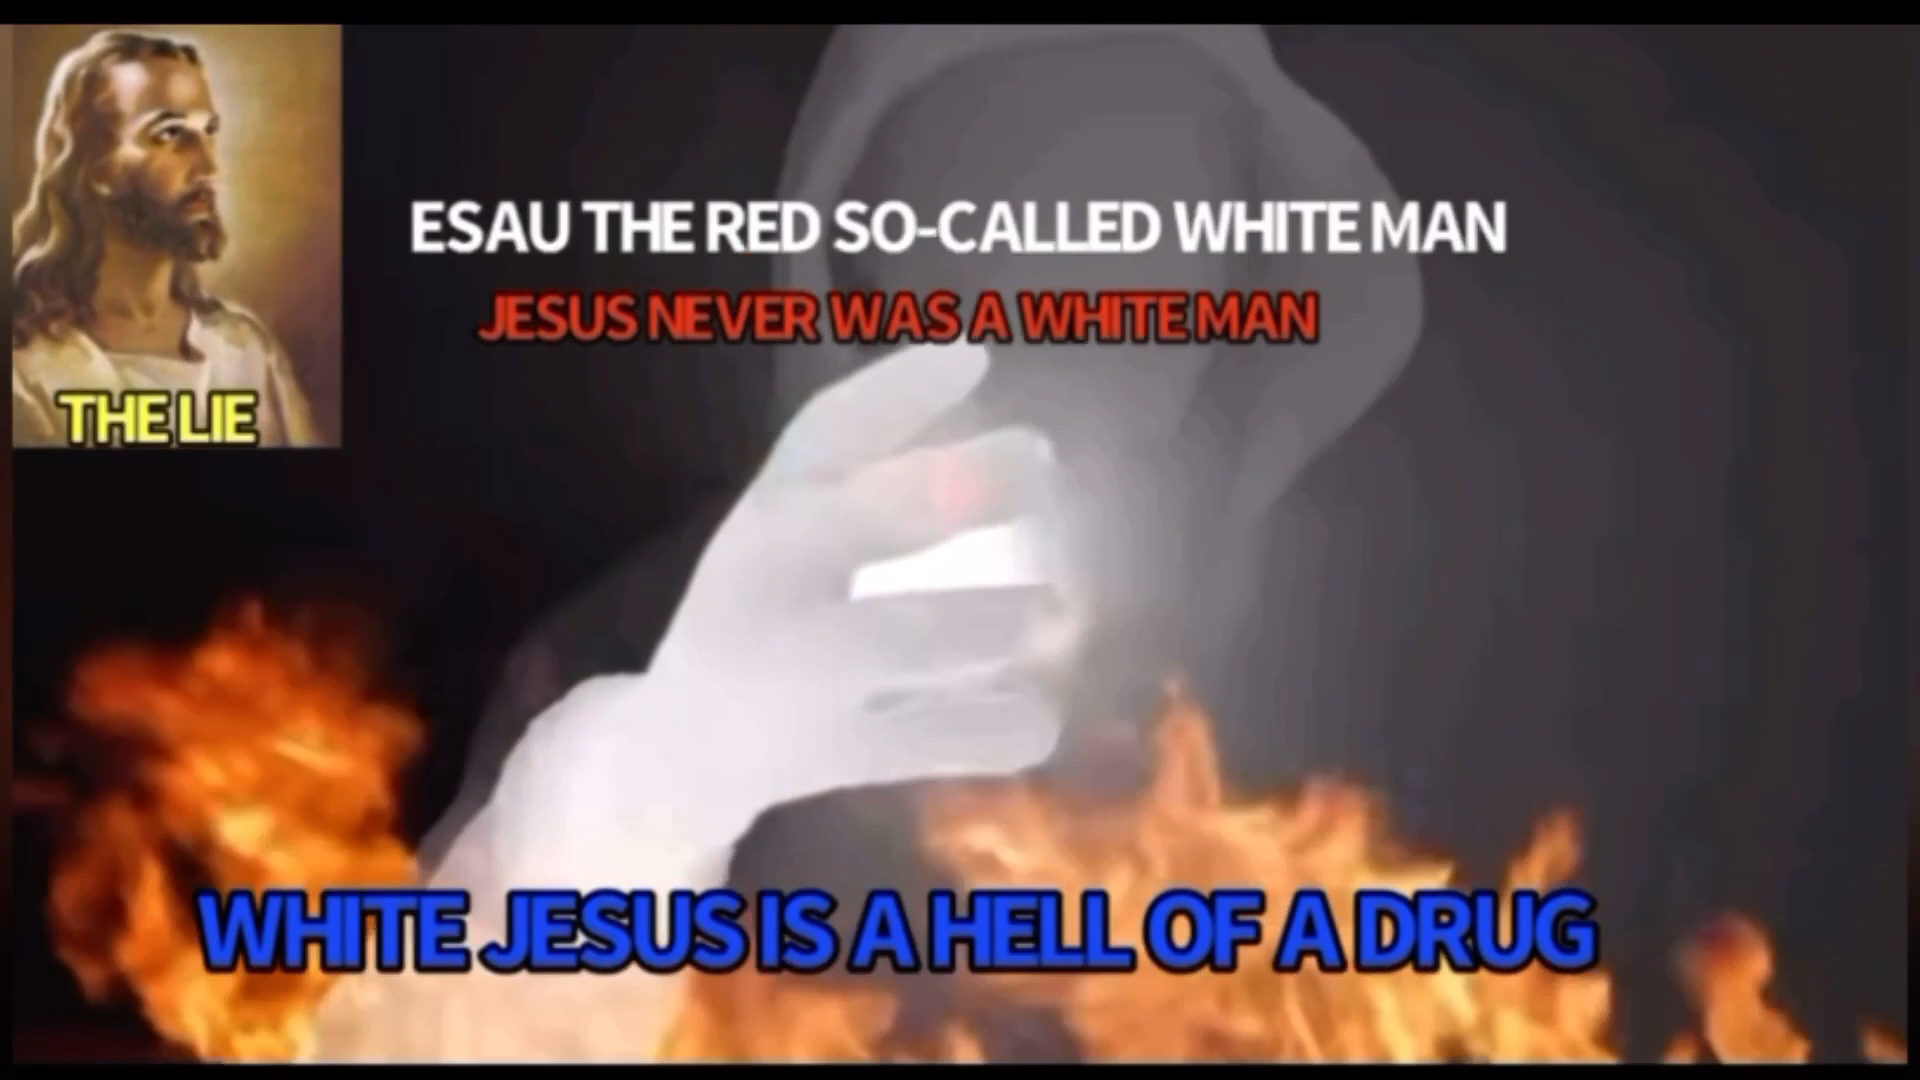 ESAU THE RED SO-CALLED WHITE MAN
JESUS NEVER WAS A WHITE MAN
THE LIE
WHITE JESUS IS A HELL OF A DRUG